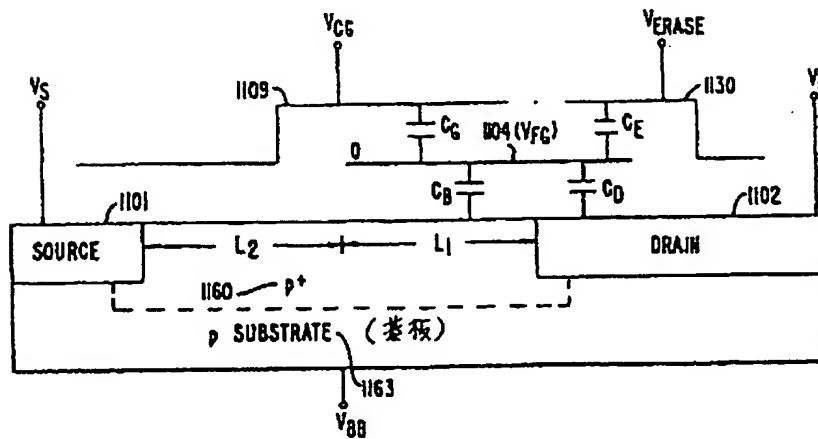 V_CG
V_ERASE
V_S
V
1109
1130
C_G
C_E
1104 (V_FG)
0
C_B
C_D
1101
1102
SOURCE
L_2
L_1
DRAIN
1160
p+
p SUBSTRATE (基板)
1163
V_BB